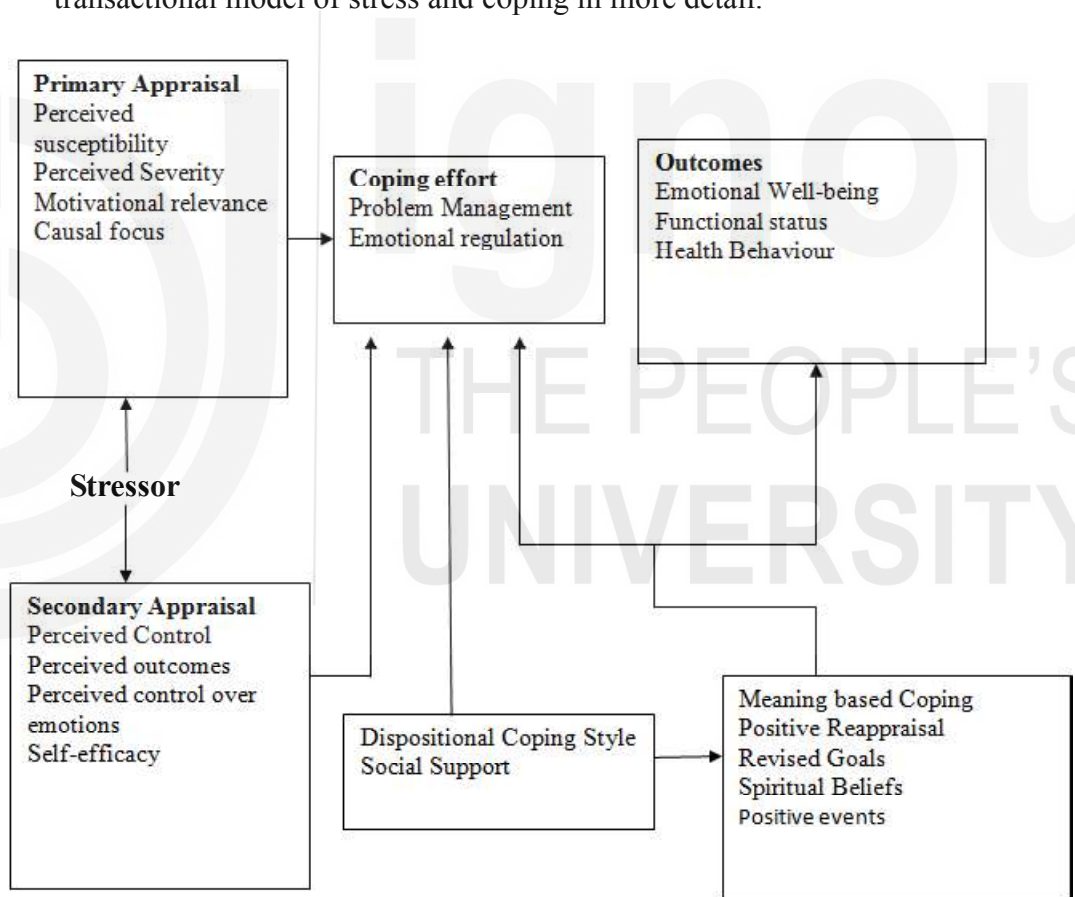 transactional model of stress and coping in more detail.
Primary Appraisal
Perceived
susceptibility
Perceived Severity
Motivational relevance
Causal focus
Coping effort
Problem Management
Emotional regulation
Outcomes
Emotional Well-being
Functional status
Health Behaviour
ignou
THE PEOPLE'S
UNIVERSITY
Stressor
Secondary Appraisal
Perceived Control
Perceived outcomes
Perceived control over
emotions
Self-efficacy
Dispositional Coping Style
Social Support
Meaning based Coping
Positive Reappraisal
Revised Goals
Spiritual Beliefs
Positive events